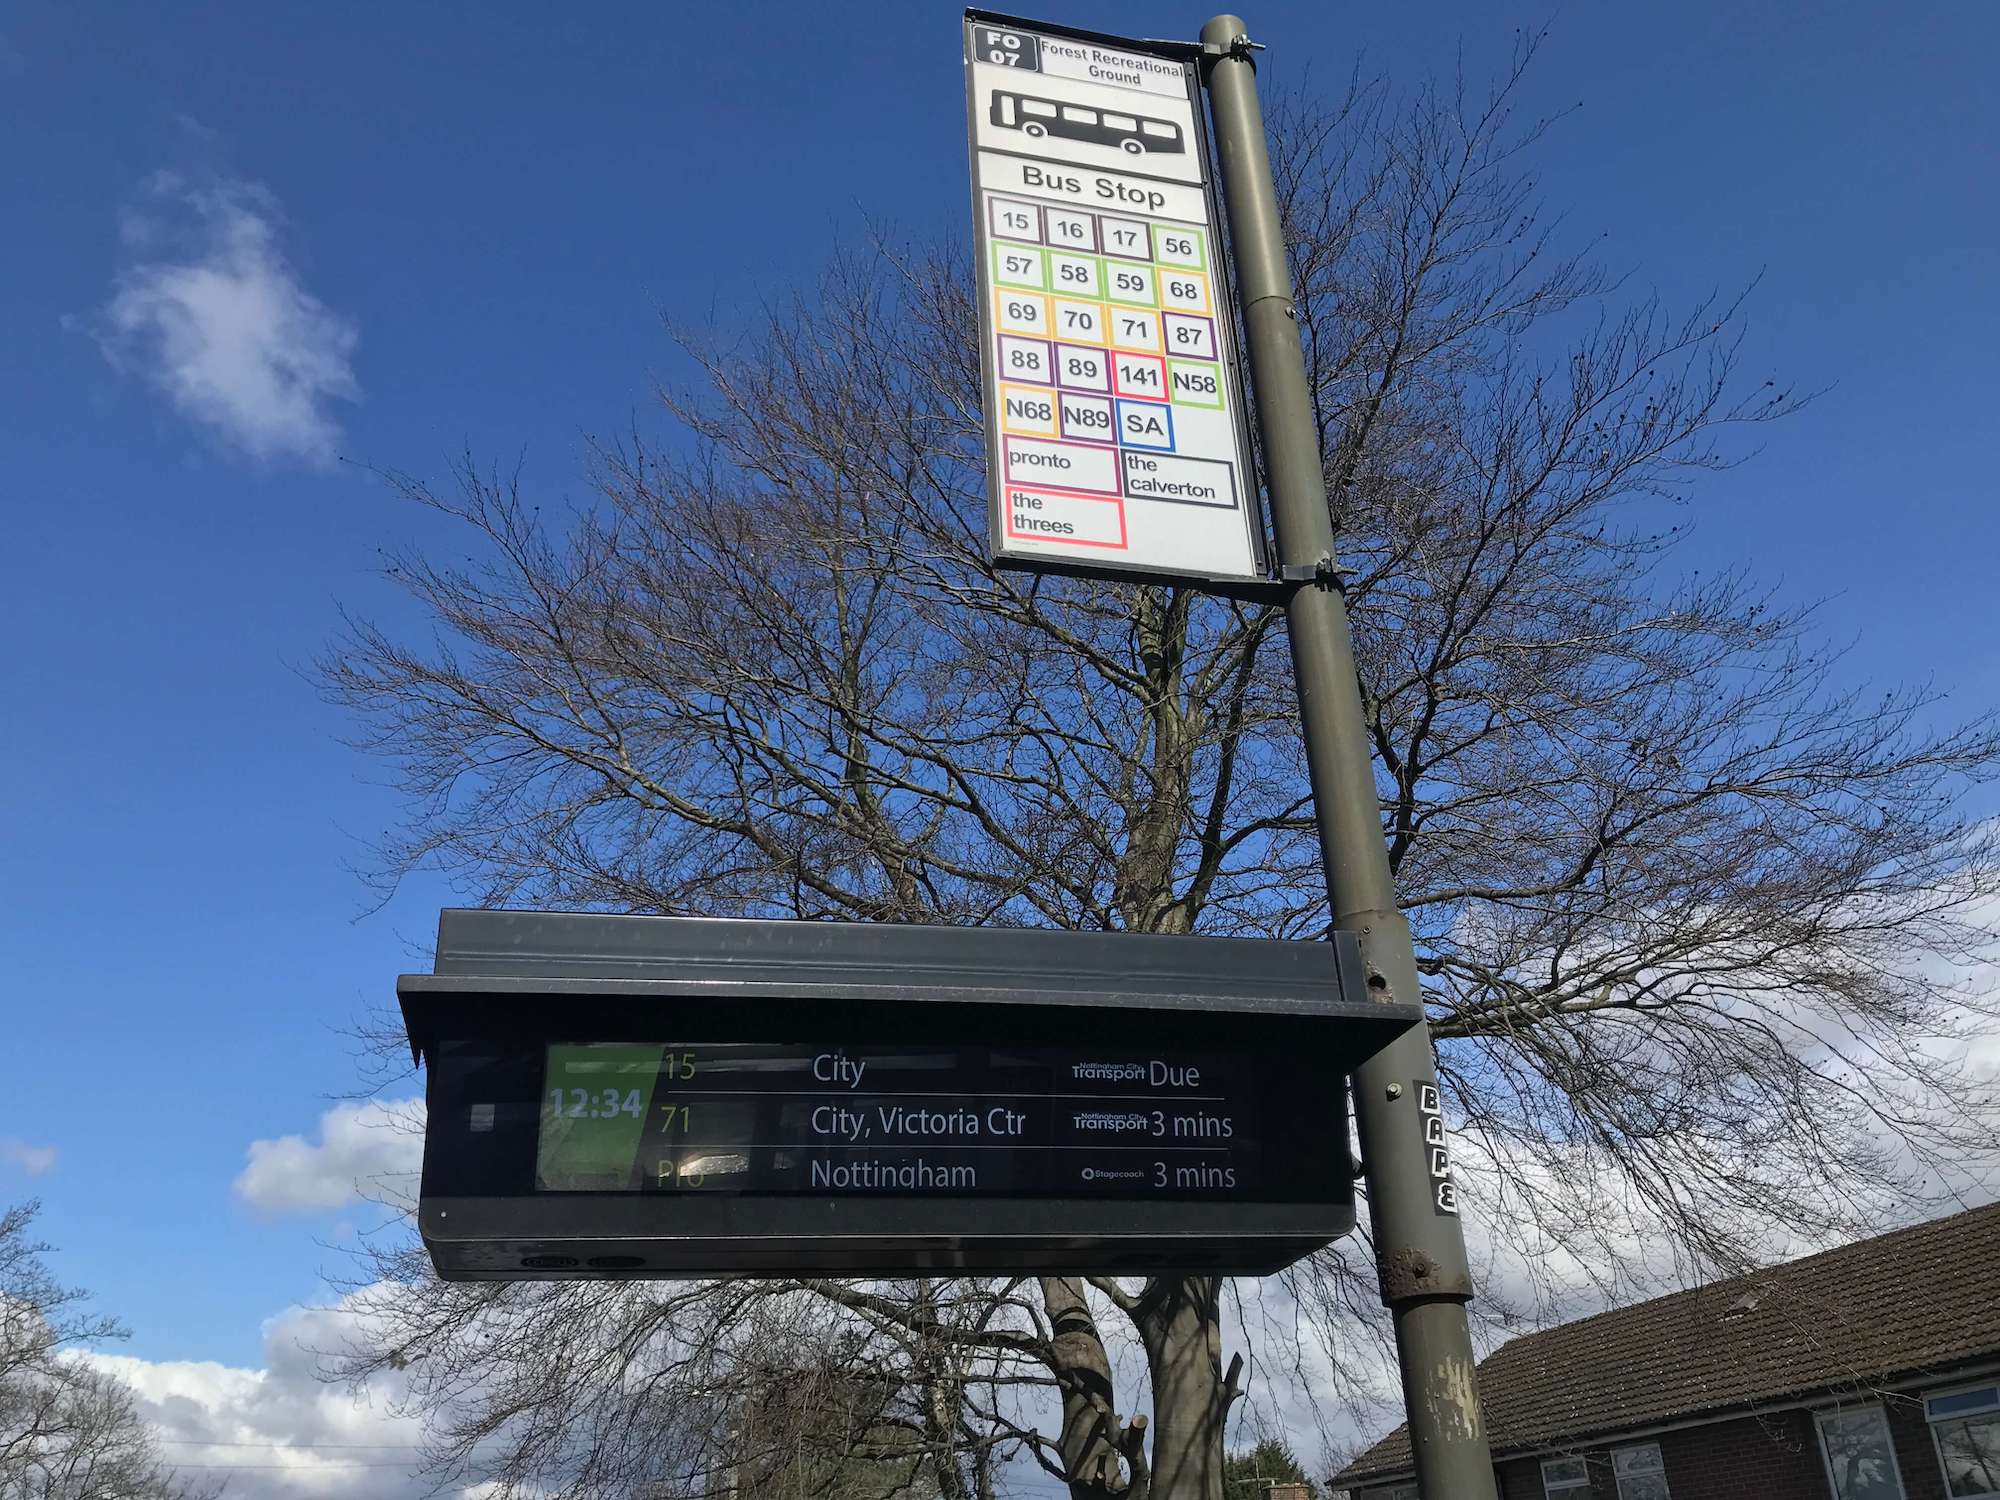 FO
07
Forest Recreational
Ground
Bus Stop
15 16 17 56
57 58 59 68
69 70 71 87
88 89 141 N58
N68 N89 SA
pronto
the
calverton
the
threes
12:34
15 City Nottingham City Transport Due
71 City, Victoria Ctr Nottingham City Transport 3 mins
Pro Nottingham Stagecoach 3 mins
BAPE